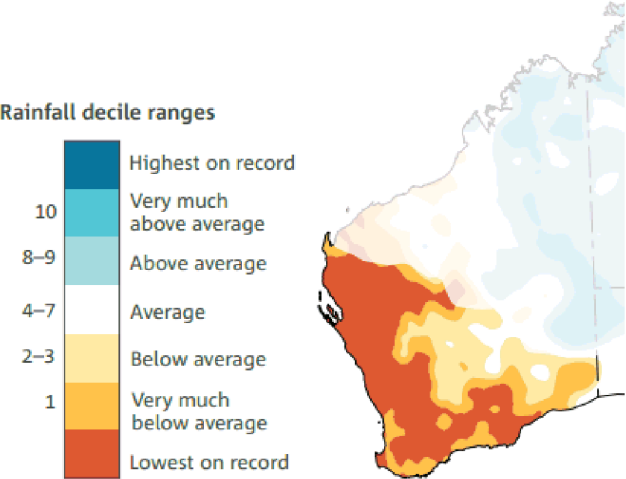 Rainfall decile ranges
Highest on record
10
Very much
above average
8–9
Above average
4–7
Average
2–3
Below average
1
Very much
below average
Lowest on record